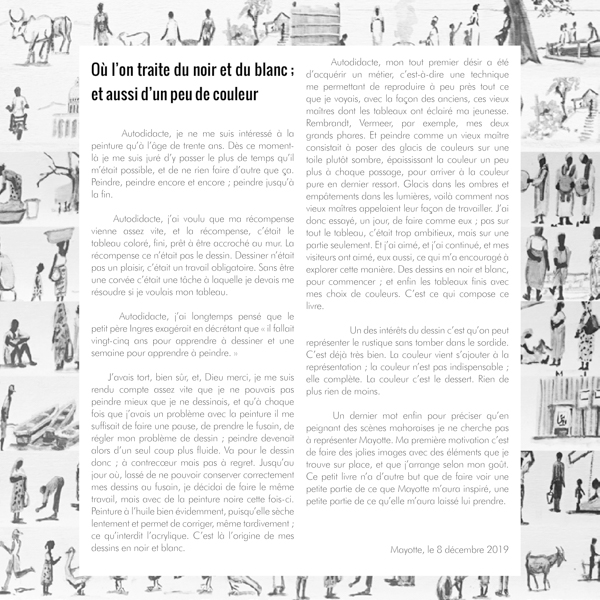 Où l'on traite du noir et du blanc ;
et aussi d'un peu de couleur
Autodidacte, je ne me suis intéressé à la
peinture qu'à l'âge de trente ans. Dès ce moment-
là je me suis juré d'y passer le plus de temps qu'il
m'était possible, et de ne rien faire d'autre que ça.
Peindre, peindre encore et encore ; peindre jusqu'à
la fin.
Autodidacte, j'ai voulu que ma récompense
vienne assez vite, et la récompense, c'était le
tableau coloré, fini, prêt à être accroché au mur. La
récompense ce n'était pas le dessin. Dessiner n'était
pas un plaisir, c'était un travail obligatoire. Sans être
une corvée c'était une tâche à laquelle je devais me
résoudre si je voulais mon tableau.
Autodidacte, j'ai longtemps pensé que le
petit père Ingres exagérait en décrétant que « il fallait
vingt-cinq ans pour apprendre à dessiner et une
semaine pour apprendre à peindre. »
J'avais tort, bien sûr, et, Dieu merci, je me suis
rendu compte assez vite que je ne pouvais pas
peindre mieux que je ne dessinais, et qu'à chaque
fois que j'avais un problème avec la peinture il me
suffisait de faire une pause, de prendre le fusain, de
régler mon problème de dessin ; peindre devenait
alors d'un seul coup plus fluide. Va pour le dessin
donc ; à contrecœur mais pas à regret. Jusqu'au
jour où, lassé de ne pouvoir conserver correctement
mes dessins au fusain, je décidai de faire le même
travail, mais avec de la peinture noire cette fois-ci.
Peinture à l'huile bien évidemment, puisqu'elle sèche
lentement et permet de corriger, même tardivement ;
ce qu'interdit l'acrylique. C'est là l'origine de mes
dessins en noir et blanc.
Autodidacte, mon tout premier désir a été
d'acquérir un métier, c'est-à-dire une technique
me permettant de reproduire à peu près tout ce
que je voyais, avec la façon des anciens, ces vieux
maîtres dont les tableaux ont éclairé ma jeunesse.
Rembrandt, Vermeer, par exemple, mes deux
grands phares. Et peindre comme un vieux maître
consistait à poser des glacis de couleurs sur une
toile plutôt sombre, épaississant la couleur un peu
plus à chaque passage, pour arriver à la couleur
pure en dernier ressort. Glacis dans les ombres et
empâtements dans les lumières, voilà comment nos
vieux maîtres appelaient leur façon de travailler. J'ai
donc essayé, un jour, de faire comme eux ; pas sur
tout le tableau, c'était trop ambitieux, mais sur une
partie seulement. Et j'ai aimé, et j'ai continué, et mes
visiteurs ont aimé, eux aussi, ce qui m'a encouragé à
explorer cette manière. Des dessins en noir et blanc,
pour commencer ; et enfin les tableaux finis avec
mes choix de couleurs. C'est ce qui compose ce
livre.
Un des intérêts du dessin c'est qu'on peut
représenter le rustique sans tomber dans le sordide.
C'est déjà très bien. La couleur vient s'ajouter à la
représentation ; la couleur n'est pas indispensable ;
elle complète. La couleur c'est le dessert. Rien de
plus rien de moins.
Un dernier mot enfin pour préciser qu'en
peignant des scènes mahoraises je ne cherche pas
à représenter Mayotte. Ma première motivation c'est
de faire des jolies images avec des éléments que je
trouve sur place, et que j'arrange selon mon goût.
Ce petit livre n'a d'autre but que de faire voir une
petite partie de ce que Mayotte m'aura inspiré, une
petite partie de ce qu'elle m'aura laissé lui prendre.
Mayotte, le 8 décembre 2019